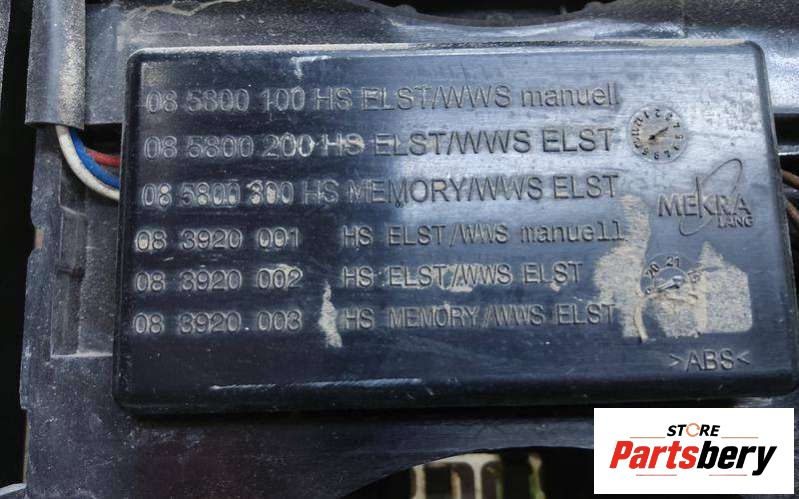 08 5800 100 HS ELST/WWS manuell
08 5800 200 HS ELST/WWS ELST
08 5800 300 HS MEMORY/WWS ELST
08 3920 001 HS ELST/WWS manuell
08 3920 002 HS ELST/WWS ELST
08 3920 003 HS MEMORY/WWS ELST
MEKRA
LANG
20 21
>ABS<
STORE
Partsbery